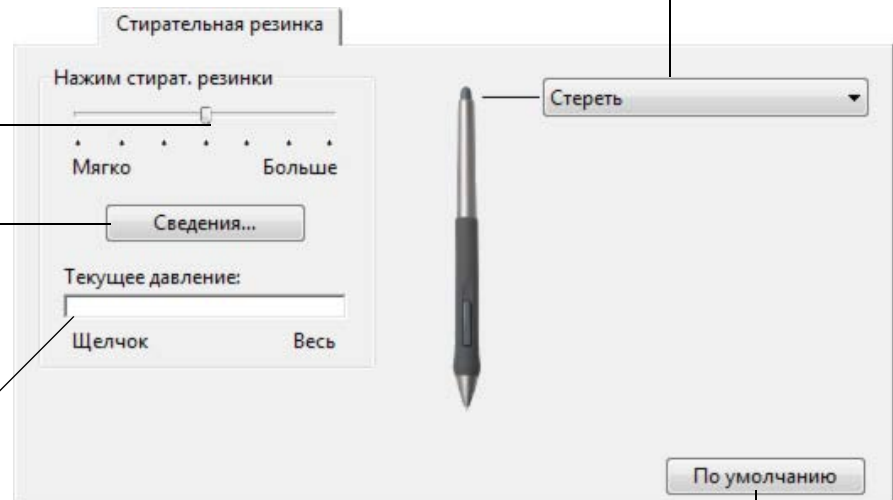 Стирательная резинка
Нажим стират. резинки
Мягко Больше
Сведения...
Текущее давление:
Щелчок Весь
Стереть
По умолчанию